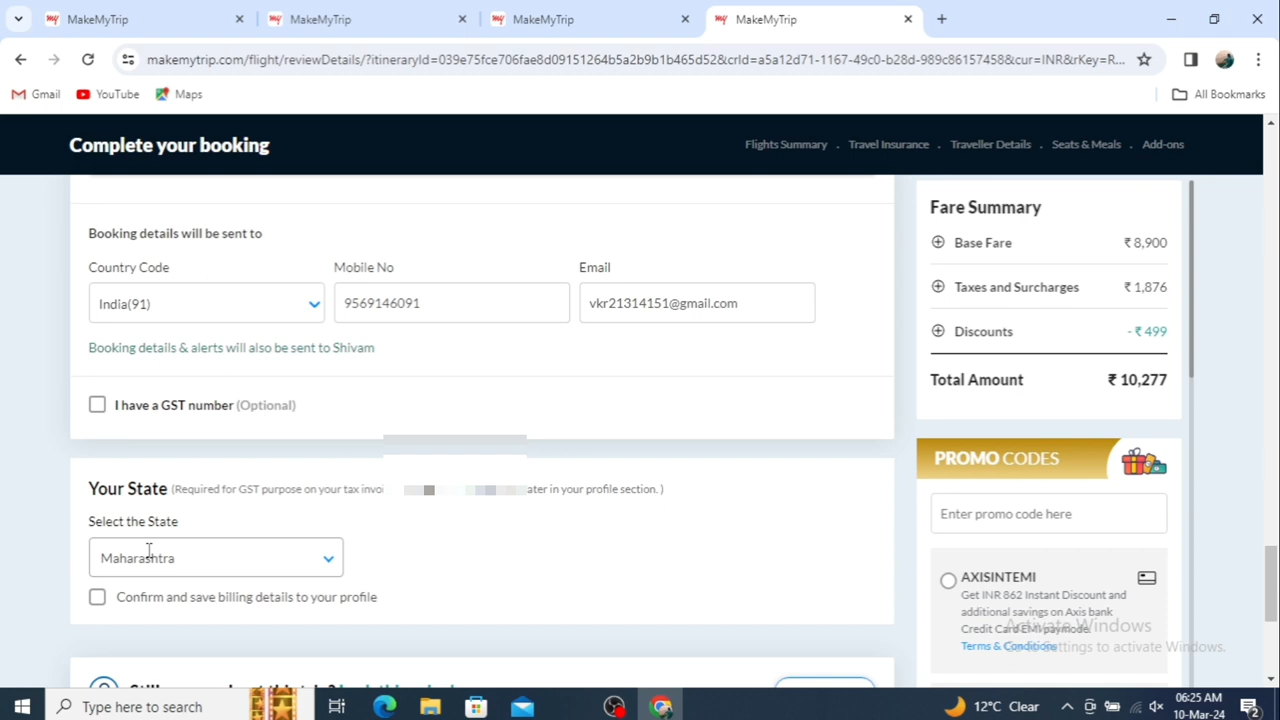 MakeMyTrip
MakeMyTrip
MakeMyTrip
MakeMyTrip
makemytrip.com/flight/reviewDetails/?itineraryId=039e75fce706fae8d09151264b5a2b9b1b465d52&crId=a5a12d71-1167-49c0-b28d-989c86157458&cur=INR&rKey=R...
Gmail
YouTube
Maps
All Bookmarks
Complete your booking
Flights Summary . Travel Insurance . Traveller Details . Seats & Meals . Add-ons
Booking details will be sent to
Country Code
Mobile No
Email
India(91)
9569146091
vkr21314151@gmail.com
Booking details & alerts will also be sent to Shivam
I have a GST number (Optional)
Your State (Required for GST purpose on your tax invoi ater in your profile section. )
Select the State
Maharashtra
Confirm and save billing details to your profile
Fare Summary
Base Fare ₹ 8,900
Taxes and Surcharges ₹ 1,876
Discounts - ₹ 499
Total Amount ₹ 10,277
PROMO CODES
Enter promo code here
AXISINTEMI
Get INR 862 Instant Discount and
additional savings on Axis bank
Credit Card EMI paymode.
Terms & Conditions
Activate Windows
Go to Settings to activate Windows.
Type here to search
12°C Clear
06:25 AM
10-Mar-24
2